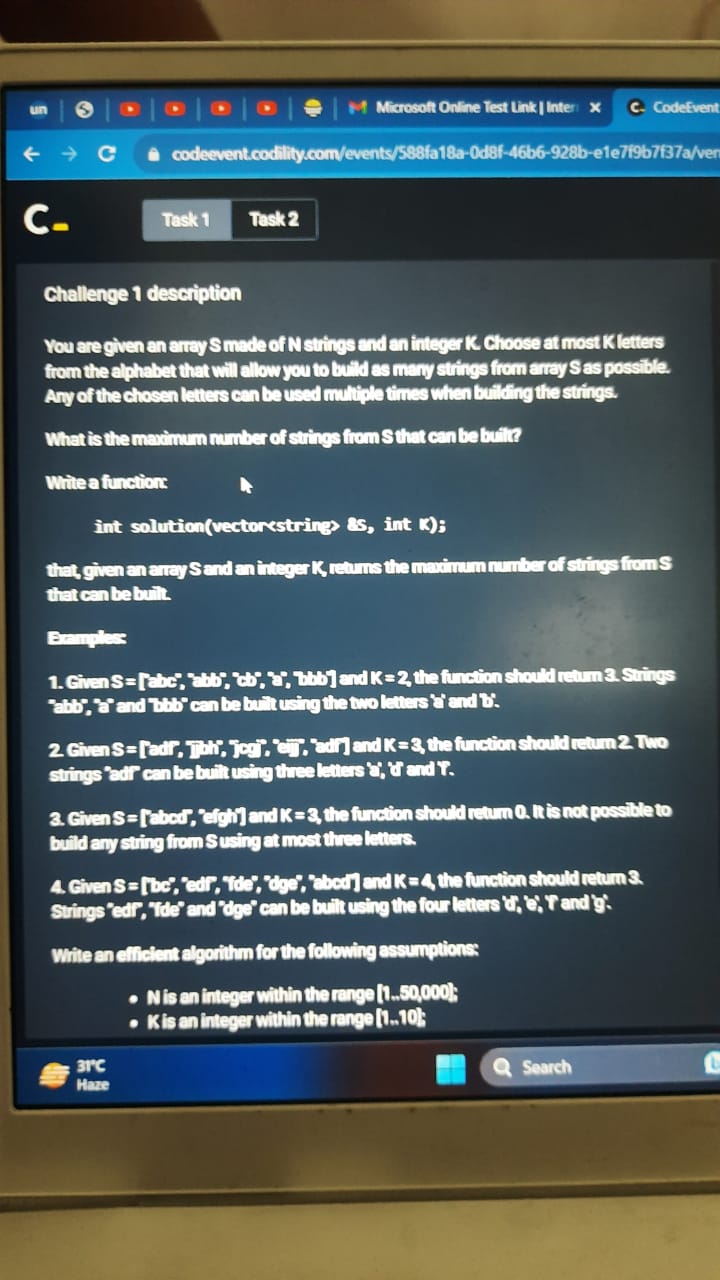 un
Microsoft Online Test Link | Inter
x
C CodeEvent
codeevent.codility.com/events/588fa18a-0d8f-46b6-928b-e1e7f9b7f37a/ver
C_
Task 1
Task 2
Challenge 1 description
You are given an array S made of N strings and an integer K. Choose at most K letters
from the alphabet that will allow you to build as many strings from array S as possible.
Any of the chosen letters can be used multiple times when building the strings.
What is the maximum number of strings from S that can be built?
Write a function:
int solution(vector<string> &S, int K);
that, given an array S and an integer K, returns the maximum number of strings from S
that can be built.
Examples:
1. Given S = ["abc", "abb", "cb", "a", "bbb"] and K = 2, the function should return 3. Strings
"abb", "a" and "bbb" can be built using the two letters 'a' and 'b'.
2. Given S = ["adf", "jjbh", "jcgj", "eijj", "adf"] and K = 3, the function should return 2. Two
strings "adf" can be built using three letters 'a', 'd' and 'f'.
3. Given S = ["abcd", "efgh"] and K = 3, the function should return 0. It is not possible to
build any string from S using at most three letters.
4. Given S = ["bc", "edf", "fde", "dge", "abcd"] and K = 4, the function should return 3.
Strings "edf", "fde" and "dge" can be built using the four letters 'd', 'e', 'f' and 'g'.
Write an efficient algorithm for the following assumptions:
• N is an integer within the range [1..50,000];
• K is an integer within the range [1..10];
31°C
Haze
Search